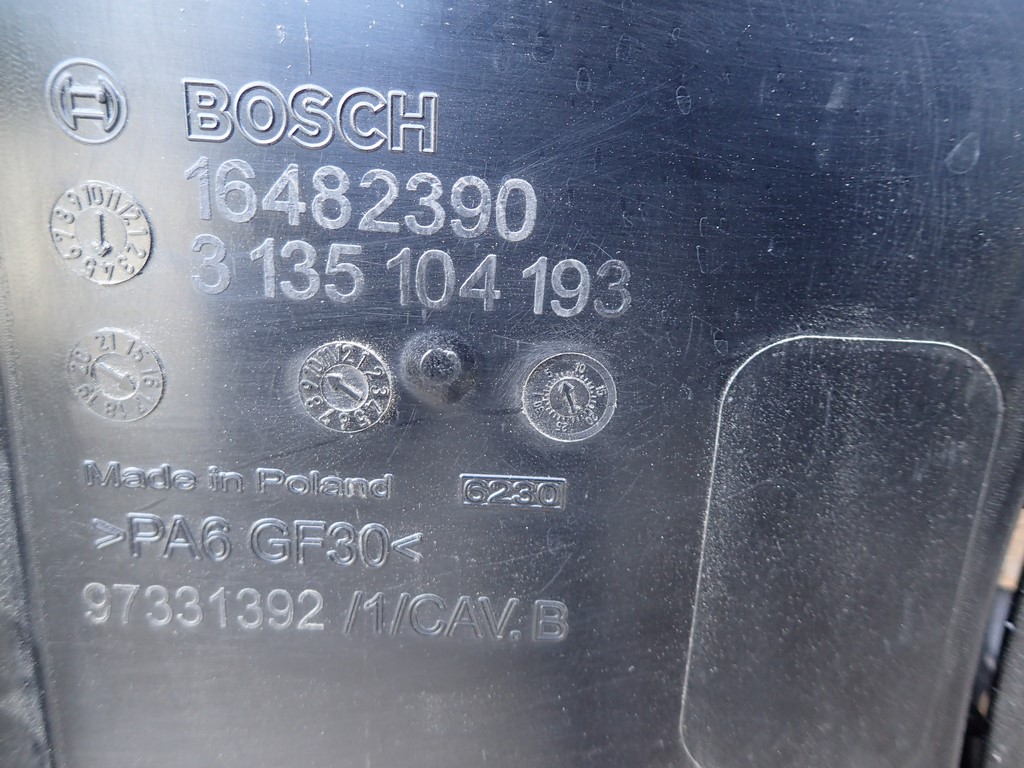 BOSCH
16482390
3 135 104 193
Made in Poland 6230
>PA6 GF30<
97331392 /1/CAV. B